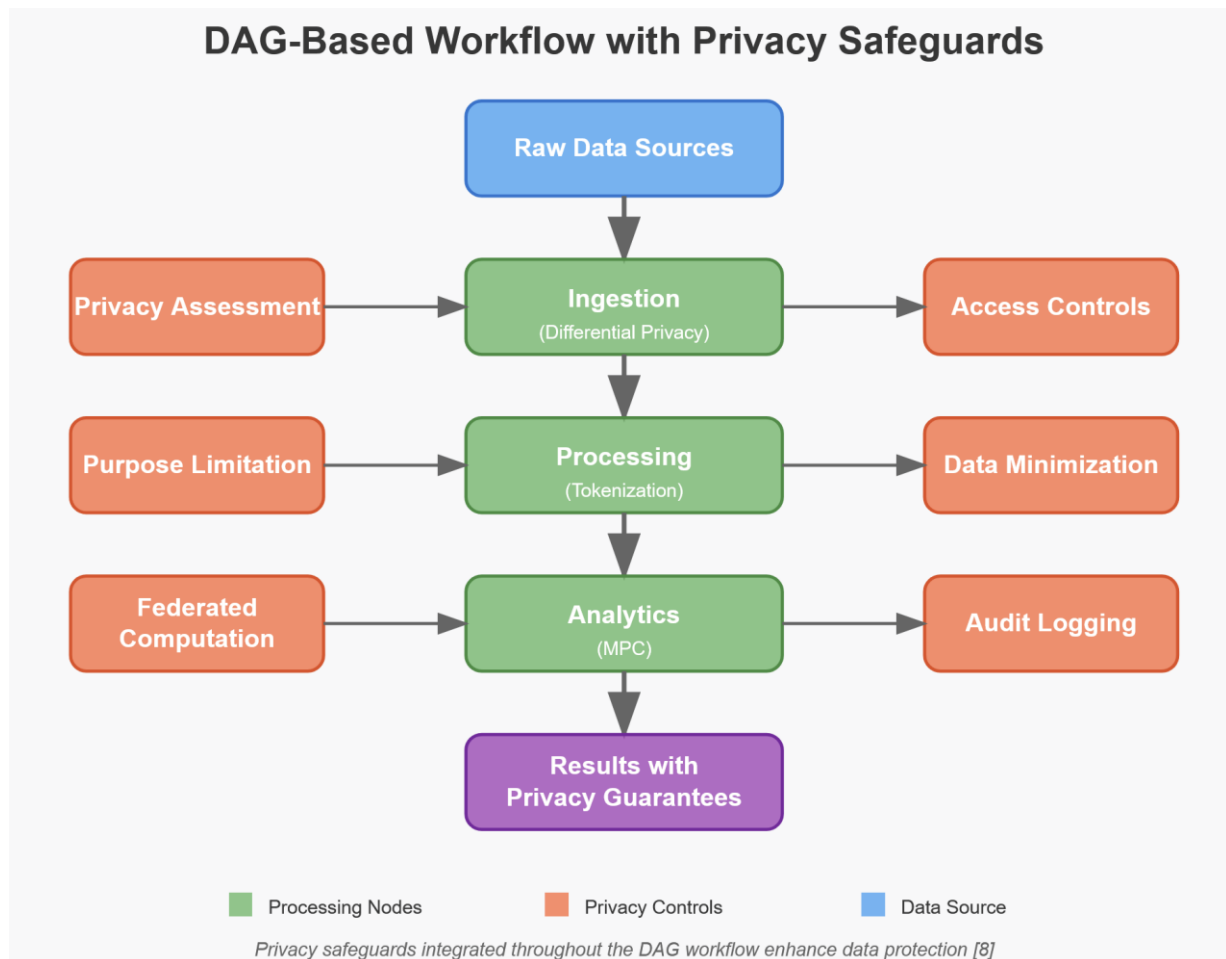 DAG-Based Workflow with Privacy Safeguards
Raw Data Sources
Privacy Assessment
Ingestion
(Differential Privacy)
Access Controls
Purpose Limitation
Processing
(Tokenization)
Data Minimization
Federated
Computation
Analytics
(MPC)
Audit Logging
Results with
Privacy Guarantees
Processing Nodes
Privacy Controls
Data Source
Privacy safeguards integrated throughout the DAG workflow enhance data protection [8]